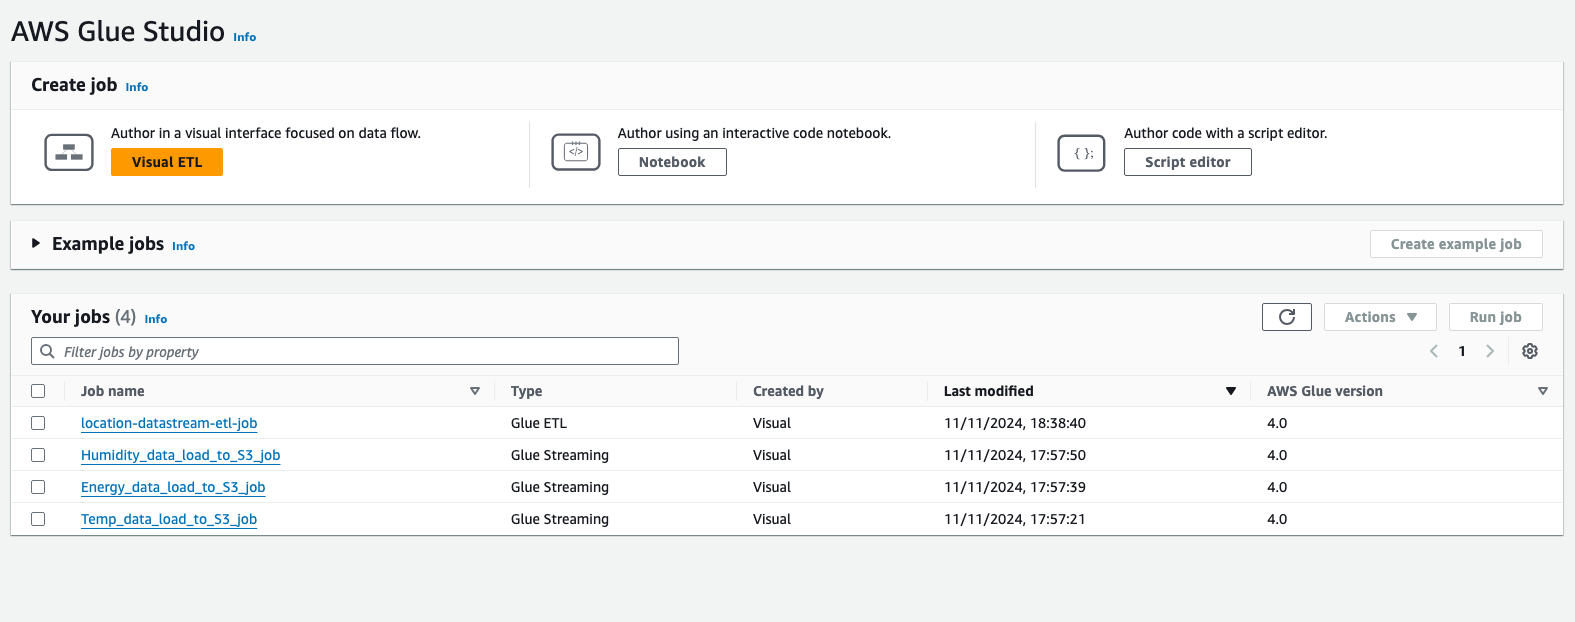 AWS Glue Studio Info
Create job Info
Author in a visual interface focused on data flow.
Visual ETL
</>
Author using an interactive code notebook.
Notebook
{ };
Author code with a script editor.
Script editor
Example jobs Info
Create example job
Your jobs (4) Info
Actions
Run job
Filter jobs by property
1
Job name Type Created by Last modified AWS Glue version
location-datastream-etl-job Glue ETL Visual 11/11/2024, 18:38:40 4.0
Humidity_data_load_to_S3_job Glue Streaming Visual 11/11/2024, 17:57:50 4.0
Energy_data_load_to_S3_job Glue Streaming Visual 11/11/2024, 17:57:39 4.0
Temp_data_load_to_S3_job Glue Streaming Visual 11/11/2024, 17:57:21 4.0